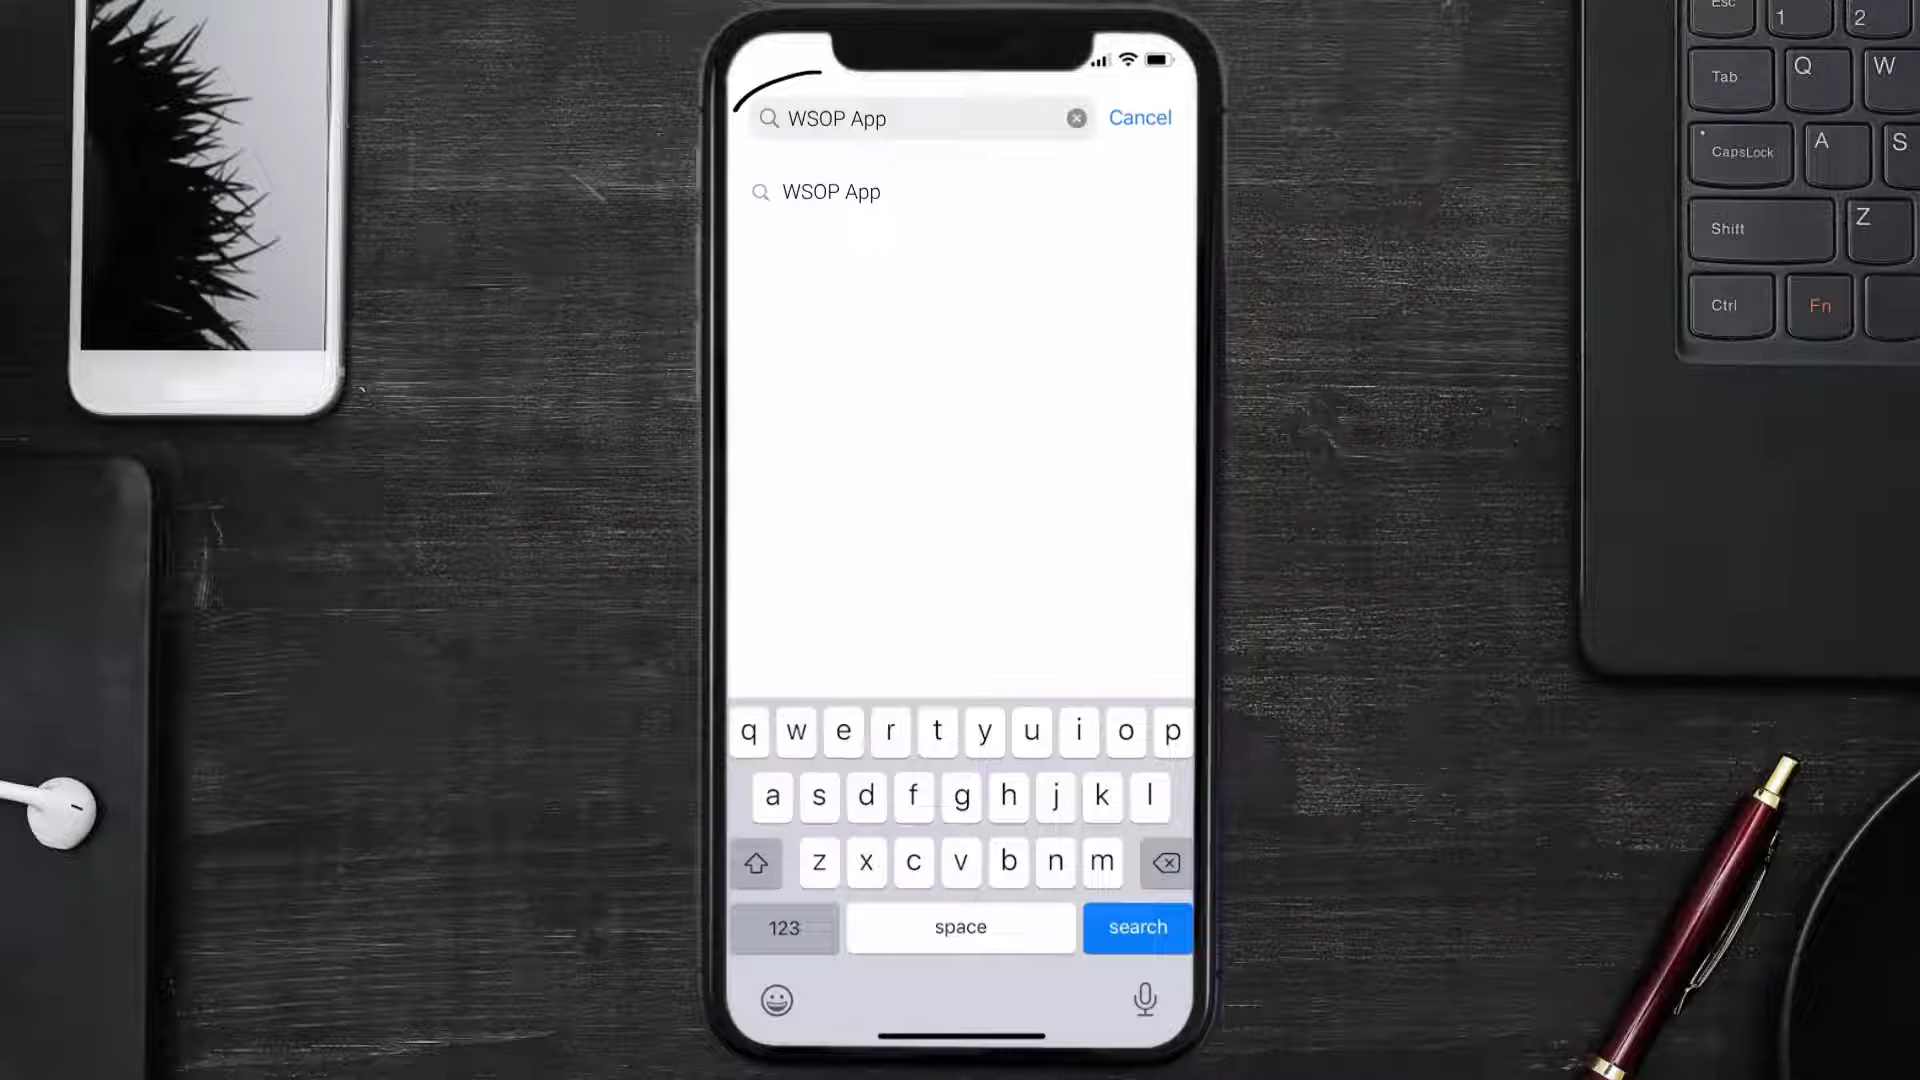 WSOP App
Cancel
WSOP App
q w e r t y u i o p
a s d f g h j k l
z x c v b n m
123
space
search
Esc
1
2
Tab
Q
W
CapsLock
A
S
Shift
Z
Ctrl
Fn